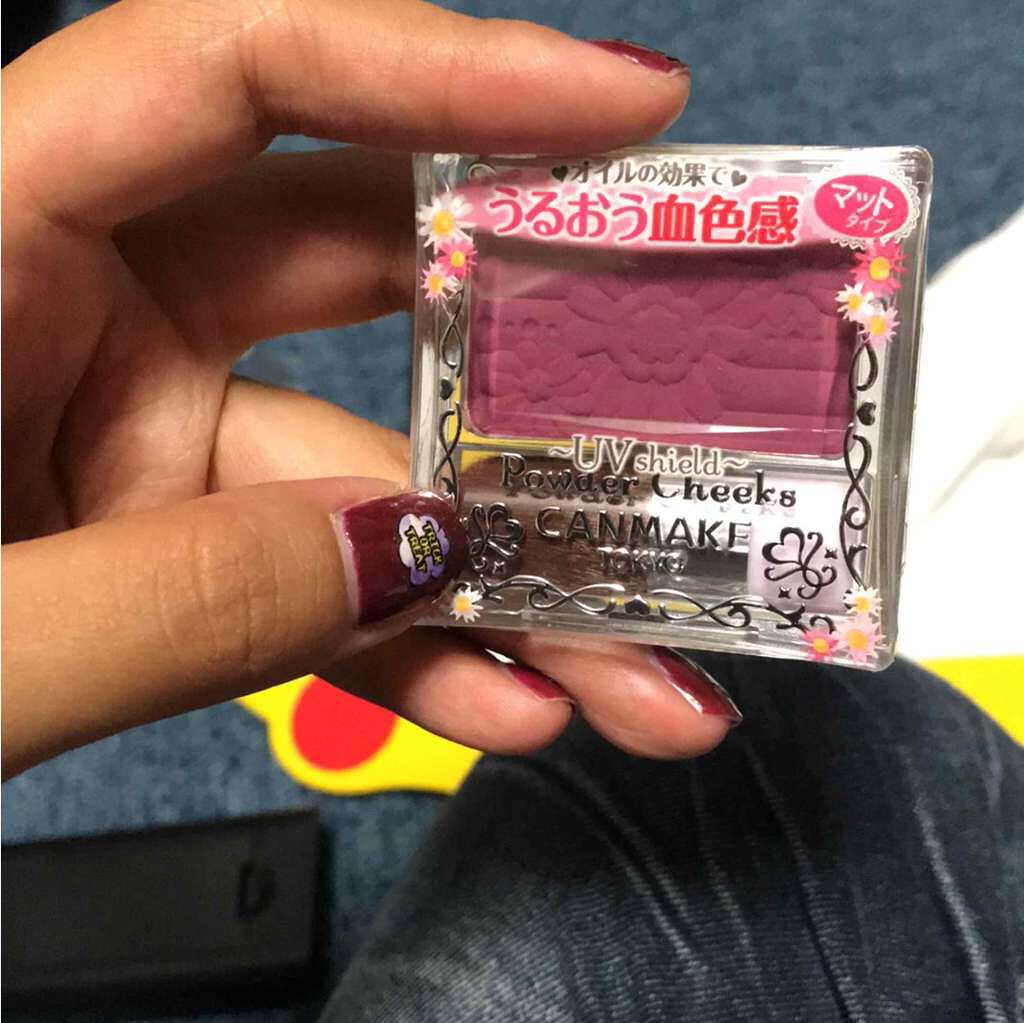 ♥オイルの効果で♥
うるおう血色感
マット
タイプ
~UV shield~
Powder Cheeks
CANMAKE
TOKYO
TRICK
OR
TREAT